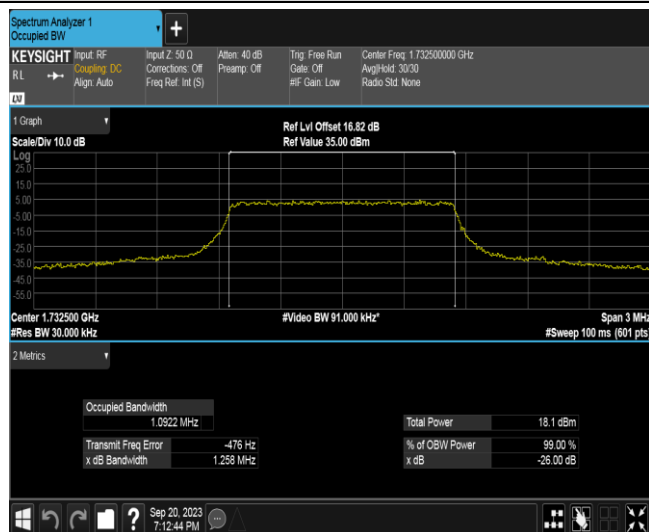 Spectrum Analyzer 1
Occupied BW
KEYSIGHT
RL
LXI
Input: RF
Coupling: DC
Align: Auto
Input Z: 50 Ω
Corrections: Off
Freq Ref: Int (S)
Atten: 40 dB
Preamp: Off
Trig: Free Run
Gate: Off
#IF Gain: Low
Center Freq: 1.732500000 GHz
Avg|Hold: 30/30
Radio Std: None
1 Graph
Scale/Div 10.0 dB
Ref Lvl Offset 16.82 dB
Ref Value 35.00 dBm
Log
25.0
15.0
5.00
-5.00
-15.0
-25.0
-35.0
-45.0
-55.0
Center 1.732500 GHz
#Res BW 30.000 kHz
#Video BW 91.000 kHz*
Span 3 MHz
#Sweep 100 ms (601 pts)
2 Metrics
Occupied Bandwidth
1.0922 MHz
Transmit Freq Error -476 Hz
x dB Bandwidth 1.258 MHz
Total Power 18.1 dBm
% of OBW Power 99.00 %
x dB -26.00 dB
?
Sep 20, 2023
7:12:44 PM